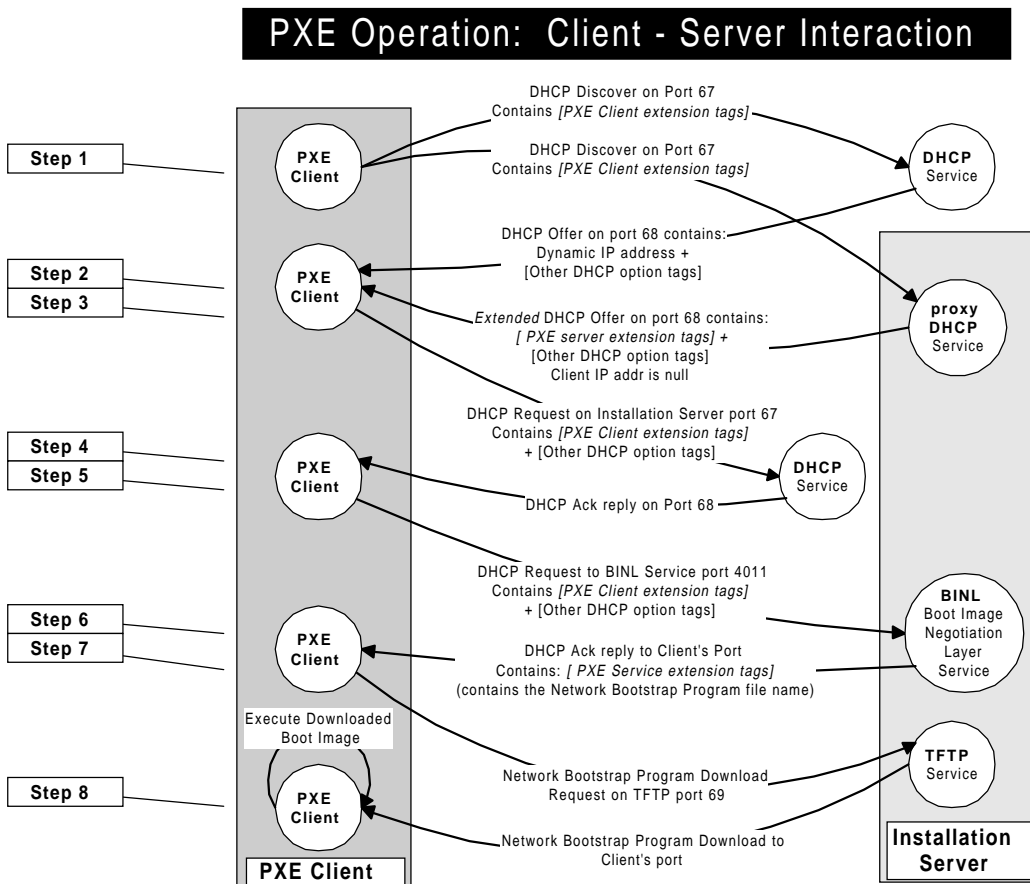 PXE Operation: Client - Server Interaction
DHCP Discover on Port 67
Contains [PXE Client extension tags]
Step 1
PXE
Client
DHCP Discover on Port 67
Contains [PXE Client extension tags]
DHCP
Service
DHCP Offer on port 68 contains:
Dynamic IP address +
[Other DHCP option tags]
Step 2
Step 3
PXE
Client
Extended DHCP Offer on port 68 contains:
[ PXE server extension tags] +
[Other DHCP option tags]
Client IP addr is null
proxy
DHCP
Service
DHCP Request on Installation Server port 67
Contains [PXE Client extension tags]
+ [Other DHCP option tags]
Step 4
Step 5
PXE
Client
DHCP
Service
DHCP Ack reply on Port 68
DHCP Request to BINL Service port 4011
Contains [PXE Client extension tags]
+ [Other DHCP option tags]
BINL
Boot Image
Negotiation
Layer
Service
Step 6
Step 7
PXE
Client
DHCP Ack reply to Client's Port
Contains: [ PXE Service extension tags]
(contains the Network Bootstrap Program file name)
Execute Downloaded
Boot Image
Network Bootstrap Program Download
Request on TFTP port 69
TFTP
Service
Step 8
PXE
Client
Network Bootstrap Program Download to
Client's port
PXE Client
Installation
Server